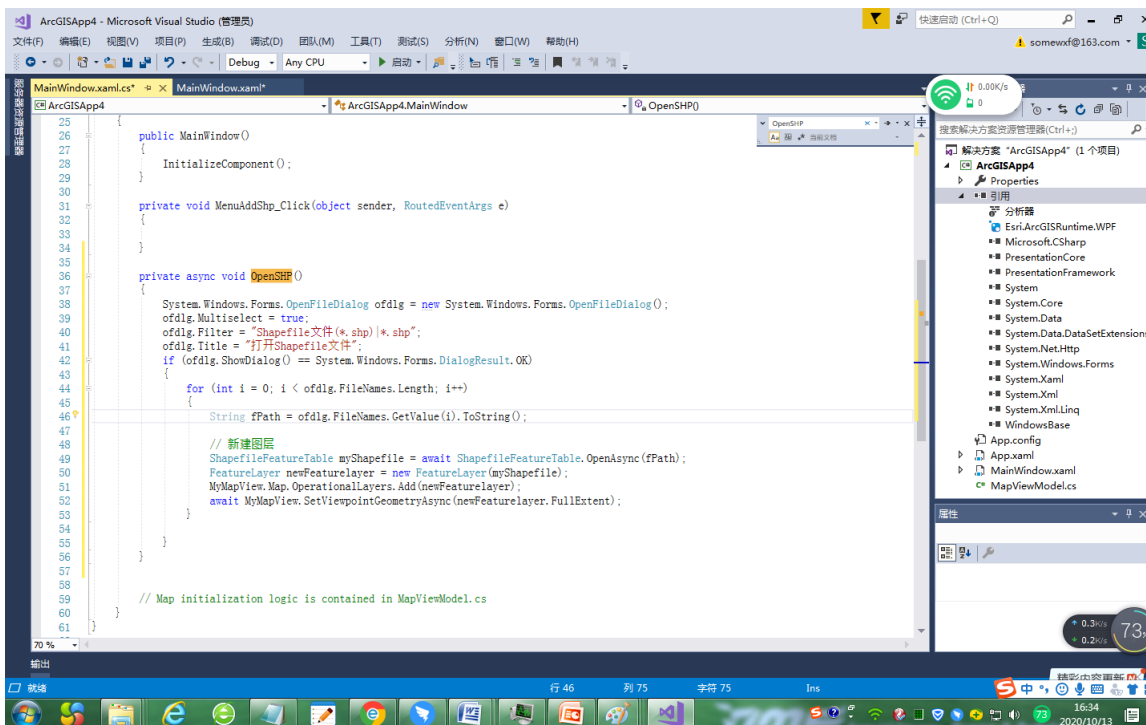 ArcGISApp4 - Microsoft Visual Studio (管理员)
快速启动 (Ctrl+Q)
文件(F) 编辑(E) 视图(V) 项目(P) 生成(B) 调试(D) 团队(M) 工具(T) 测试(S) 分析(N) 窗口(W) 帮助(H)
somewxf@163.com
Debug Any CPU 启动
MainWindow.xaml.cs* MainWindow.xaml*
0.00K/s
0
ArcGISApp4 ArcGISApp4.MainWindow OpenSHP()
OpenSHP
Aa 当前文档
25 {
26 public MainWindow()
27 {
28 InitializeComponent();
29 }
30
31 private void MenuAddShp_Click(object sender, RoutedEventArgs e)
32 {
33
34 }
35
36 private async void OpenSHP()
37 {
38 System.Windows.Forms.OpenFileDialog ofdlg = new System.Windows.Forms.OpenFileDialog();
39 ofdlg.Multiselect = true;
40 ofdlg.Filter = "Shapefile文件(*.shp)|*.shp";
41 ofdlg.Title = "打开Shapefile文件";
42 if (ofdlg.ShowDialog() == System.Windows.Forms.DialogResult.OK)
43 {
44 for (int i = 0; i < ofdlg.FileNames.Length; i++)
45 {
46 String fPath = ofdlg.FileNames.GetValue(i).ToString();
47
48 // 新建图层
49 ShapefileFeatureTable myShapefile = await ShapefileFeatureTable.OpenAsync(fPath);
50 FeatureLayer newFeaturelayer = new FeatureLayer(myShapefile);
51 MyMapView.Map.OperationalLayers.Add(newFeaturelayer);
52 await MyMapView.SetViewpointGeometryAsync(newFeaturelayer.FullExtent);
53 }
54
55 }
56 }
57
58
59 // Map initialization logic is contained in MapViewModel.cs
60 }
61 }
70 %
搜索解决方案资源管理器(Ctrl+;)
解决方案 "ArcGISApp4" (1 个项目)
ArcGISApp4
Properties
引用
分析器
Esri.ArcGISRuntime.WPF
Microsoft.CSharp
PresentationCore
PresentationFramework
System
System.Core
System.Data
System.Data.DataSetExtensions
System.Net.Http
System.Windows.Forms
System.Xaml
System.Xml
System.Xml.Linq
WindowsBase
App.config
App.xaml
MainWindow.xaml
MapViewModel.cs
属性
0.3K/s
0.2K/s
73
输出
就绪 行 46 列 75 字符 75 Ins
中
73
16:34
2020/10/13